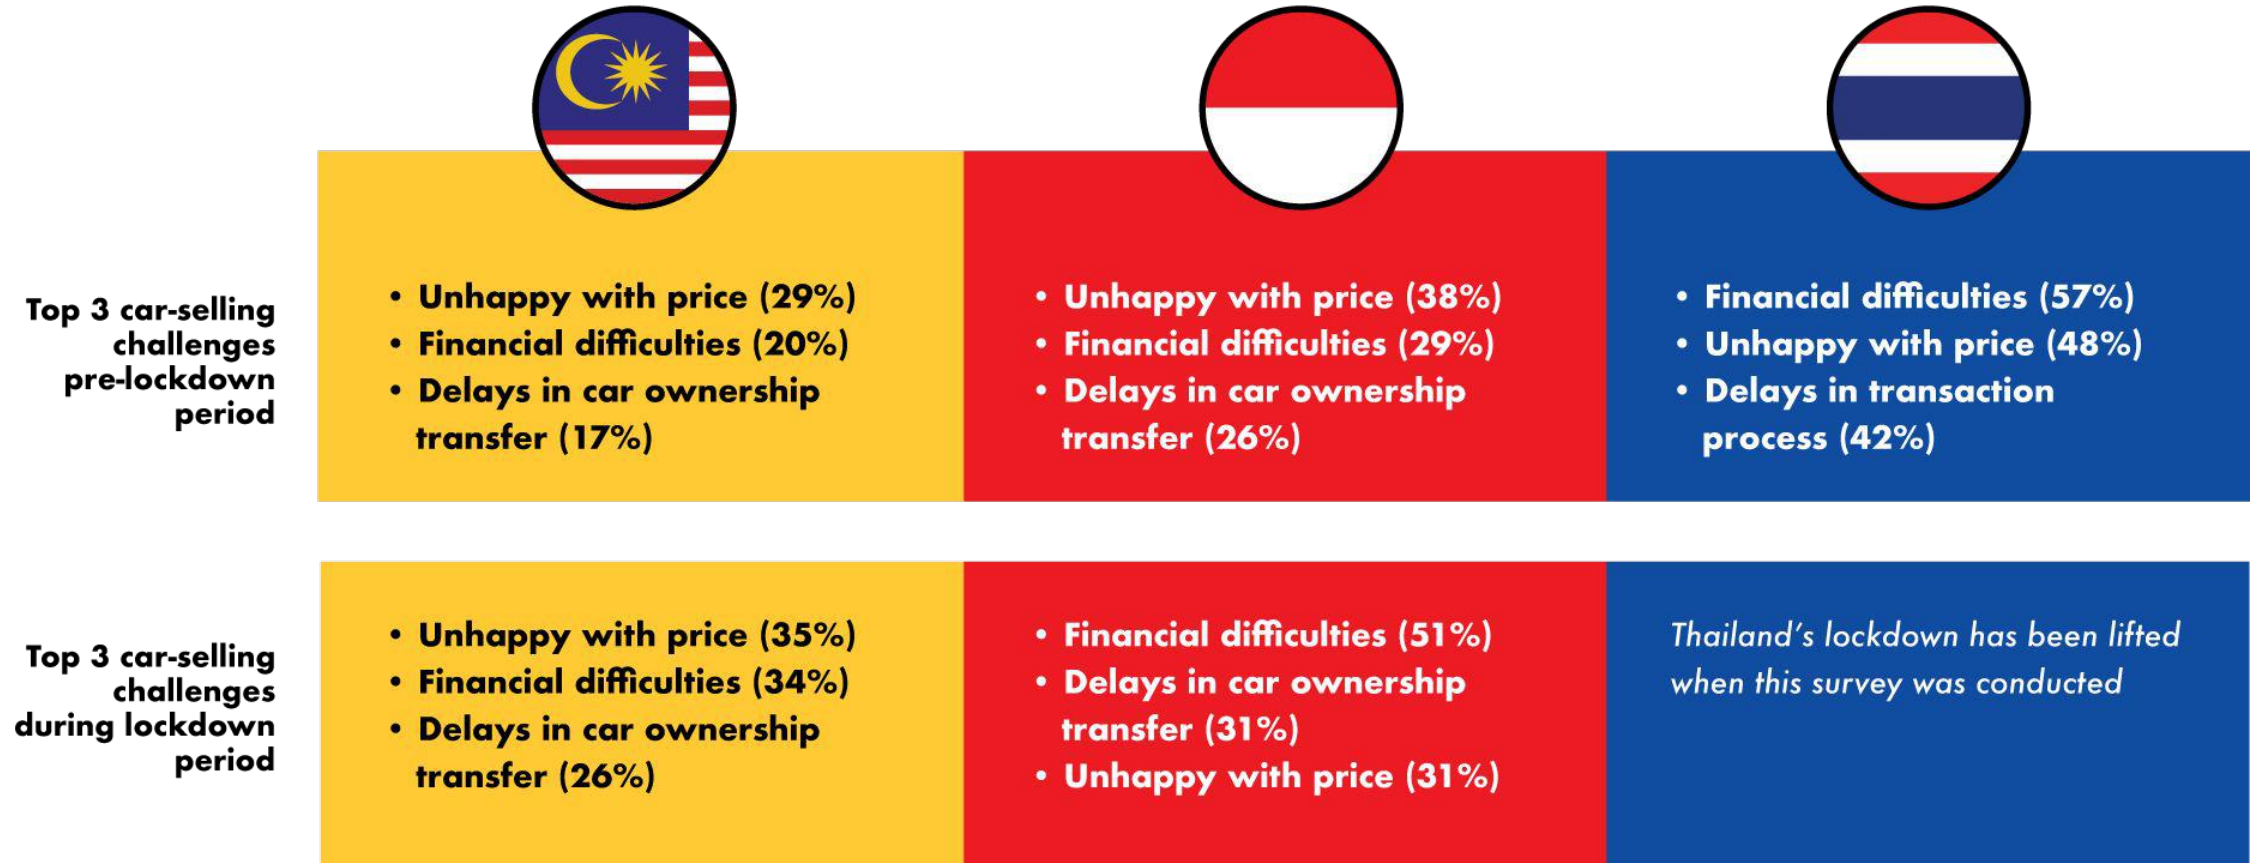 Top 3 car-selling
challenges
pre-lockdown
period
• Unhappy with price (29%)
• Financial difficulties (20%)
• Delays in car ownership
transfer (17%)
• Unhappy with price (38%)
• Financial difficulties (29%)
• Delays in car ownership
transfer (26%)
• Financial difficulties (57%)
• Unhappy with price (48%)
• Delays in transaction
process (42%)
Top 3 car-selling
challenges
during lockdown
period
• Unhappy with price (35%)
• Financial difficulties (34%)
• Delays in car ownership
transfer (26%)
• Financial difficulties (51%)
• Delays in car ownership
transfer (31%)
• Unhappy with price (31%)
Thailand's lockdown has been lifted
when this survey was conducted